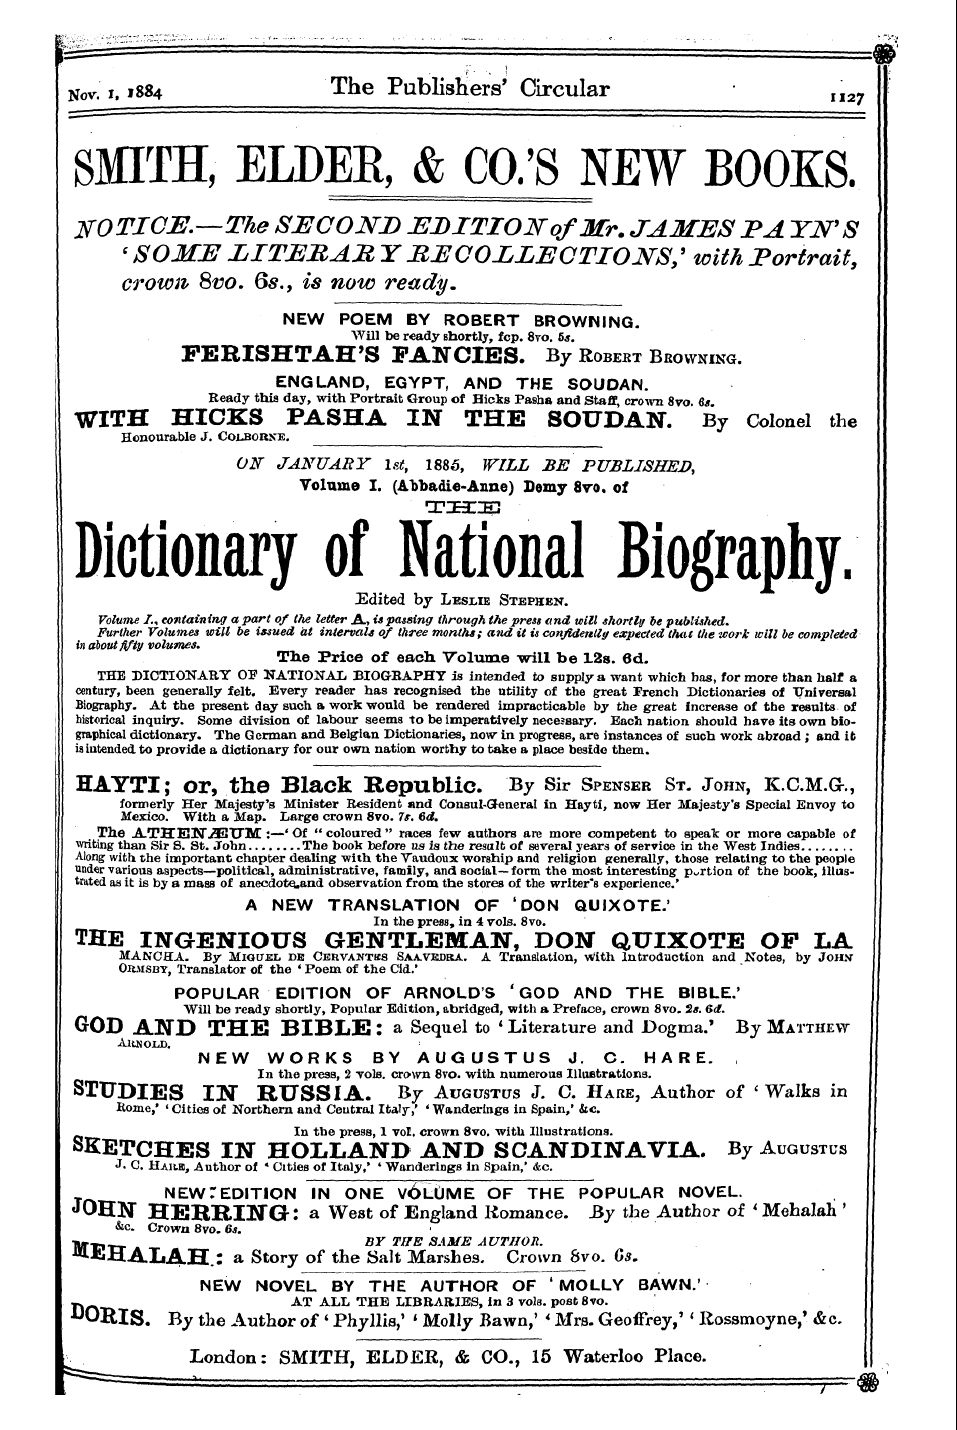 Nov. 1, 1884 The Publishers' Circular 1127
SMITH, ELDER, & CO.'S NEW BOOKS.
NOTICE.—The SECOND EDITION of Mr. JAMES PAYN'S
'SOME LITERARY RECOLLECTIONS,' with Portrait,
crown 8vo. 6s., is now ready.
NEW POEM BY ROBERT BROWNING.
Will be ready shortly, fcp. 8vo. 5s.
FERISHTAH'S FANCIES. By ROBERT BROWNING.
ENGLAND, EGYPT, AND THE SOUDAN.
Ready this day, with Portrait Group of Hicks Pasha and Staff, crown 8vo. 6s.
WITH HICKS PASHA IN THE SOUDAN. By Colonel the
Honourable J. COLBORNE.
ON JANUARY 1st, 1885, WILL BE PUBLISHED,
Volume I. (Abbadie-Anne) Demy 8vo. of
THE
Dictionary of National Biography.
Edited by LESLIE STEPHEN.
Volume I., containing a part of the letter A., is passing through the press and will shortly be published.
Further Volumes will be issued at intervals of three months; and it is confidently expected that the work will be completed
in about fifty volumes.
The Price of each Volume will be 12s. 6d.
THE DICTIONARY OF NATIONAL BIOGRAPHY is intended to supply a want which has, for more than half a
century, been generally felt. Every reader has recognised the utility of the great French Dictionaries of Universal
Biography. At the present day such a work would be rendered impracticable by the great increase of the results of
historical inquiry. Some division of labour seems to be imperatively necessary. Each nation should have its own bio-
graphical dictionary. The German and Belgian Dictionaries, now in progress, are instances of such work abroad; and it
is intended to provide a dictionary for our own nation worthy to take a place beside them.
HAYTI; or, the Black Republic. By Sir SPENSER ST. JOHN, K.C.M.G.,
formerly Her Majesty's Minister Resident and Consul-General in Hayti, now Her Majesty's Special Envoy to
Mexico. With a Map. Large crown 8vo. 7s. 6d.
The ATHENÆUM:—'Of "coloured" races few authors are more competent to speak or more capable of
writing than Sir S. St. John........The book before us is the result of several years of service in the West Indies........
Along with the important chapter dealing with the Vaudoux worship and religion generally, those relating to the people
under various aspects—political, administrative, family, and social—form the most interesting portion of the book, illus-
trated as it is by a mass of anecdote and observation from the stores of the writer's experience.'
A NEW TRANSLATION OF 'DON QUIXOTE.'
In the press, in 4 vols. 8vo.
THE INGENIOUS GENTLEMAN, DON QUIXOTE OF LA
MANCHA. By MIGUEL DE CERVANTES SAAVEDRA. A Translation, with Introduction and Notes, by JOHN
ORMSBY, Translator of the 'Poem of the Cid.'
POPULAR EDITION OF ARNOLD'S 'GOD AND THE BIBLE.'
Will be ready shortly, Popular Edition, abridged, with a Preface, crown 8vo. 2s. 6d.
GOD AND THE BIBLE: a Sequel to 'Literature and Dogma.' By MATTHEW
ARNOLD.
NEW WORKS BY AUGUSTUS J. C. HARE.
In the press, 2 vols. crown 8vo. with numerous Illustrations.
STUDIES IN RUSSIA. By AUGUSTUS J. C. HARE, Author of 'Walks in
Rome,' 'Cities of Northern and Central Italy,' 'Wanderings in Spain,' &c.
In the press, 1 vol. crown 8vo. with Illustrations.
SKETCHES IN HOLLAND AND SCANDINAVIA. By AUGUSTUS
J. C. HARE, Author of 'Cities of Italy,' 'Wanderings in Spain,' &c.
NEW EDITION IN ONE VOLUME OF THE POPULAR NOVEL.
JOHN HERRING: a West of England Romance. By the Author of 'Mehalah'
&c. Crown 8vo. 6s.
BY THE SAME AUTHOR.
MEHALAH: a Story of the Salt Marshes. Crown 8vo. 6s.
NEW NOVEL BY THE AUTHOR OF 'MOLLY BAWN.'
AT ALL THE LIBRARIES, in 3 vols. post 8vo.
DORIS. By the Author of 'Phyllis,' 'Molly Bawn,' 'Mrs. Geoffrey,' 'Rossmoyne,' &c.
London: SMITH, ELDER, & CO., 15 Waterloo Place.